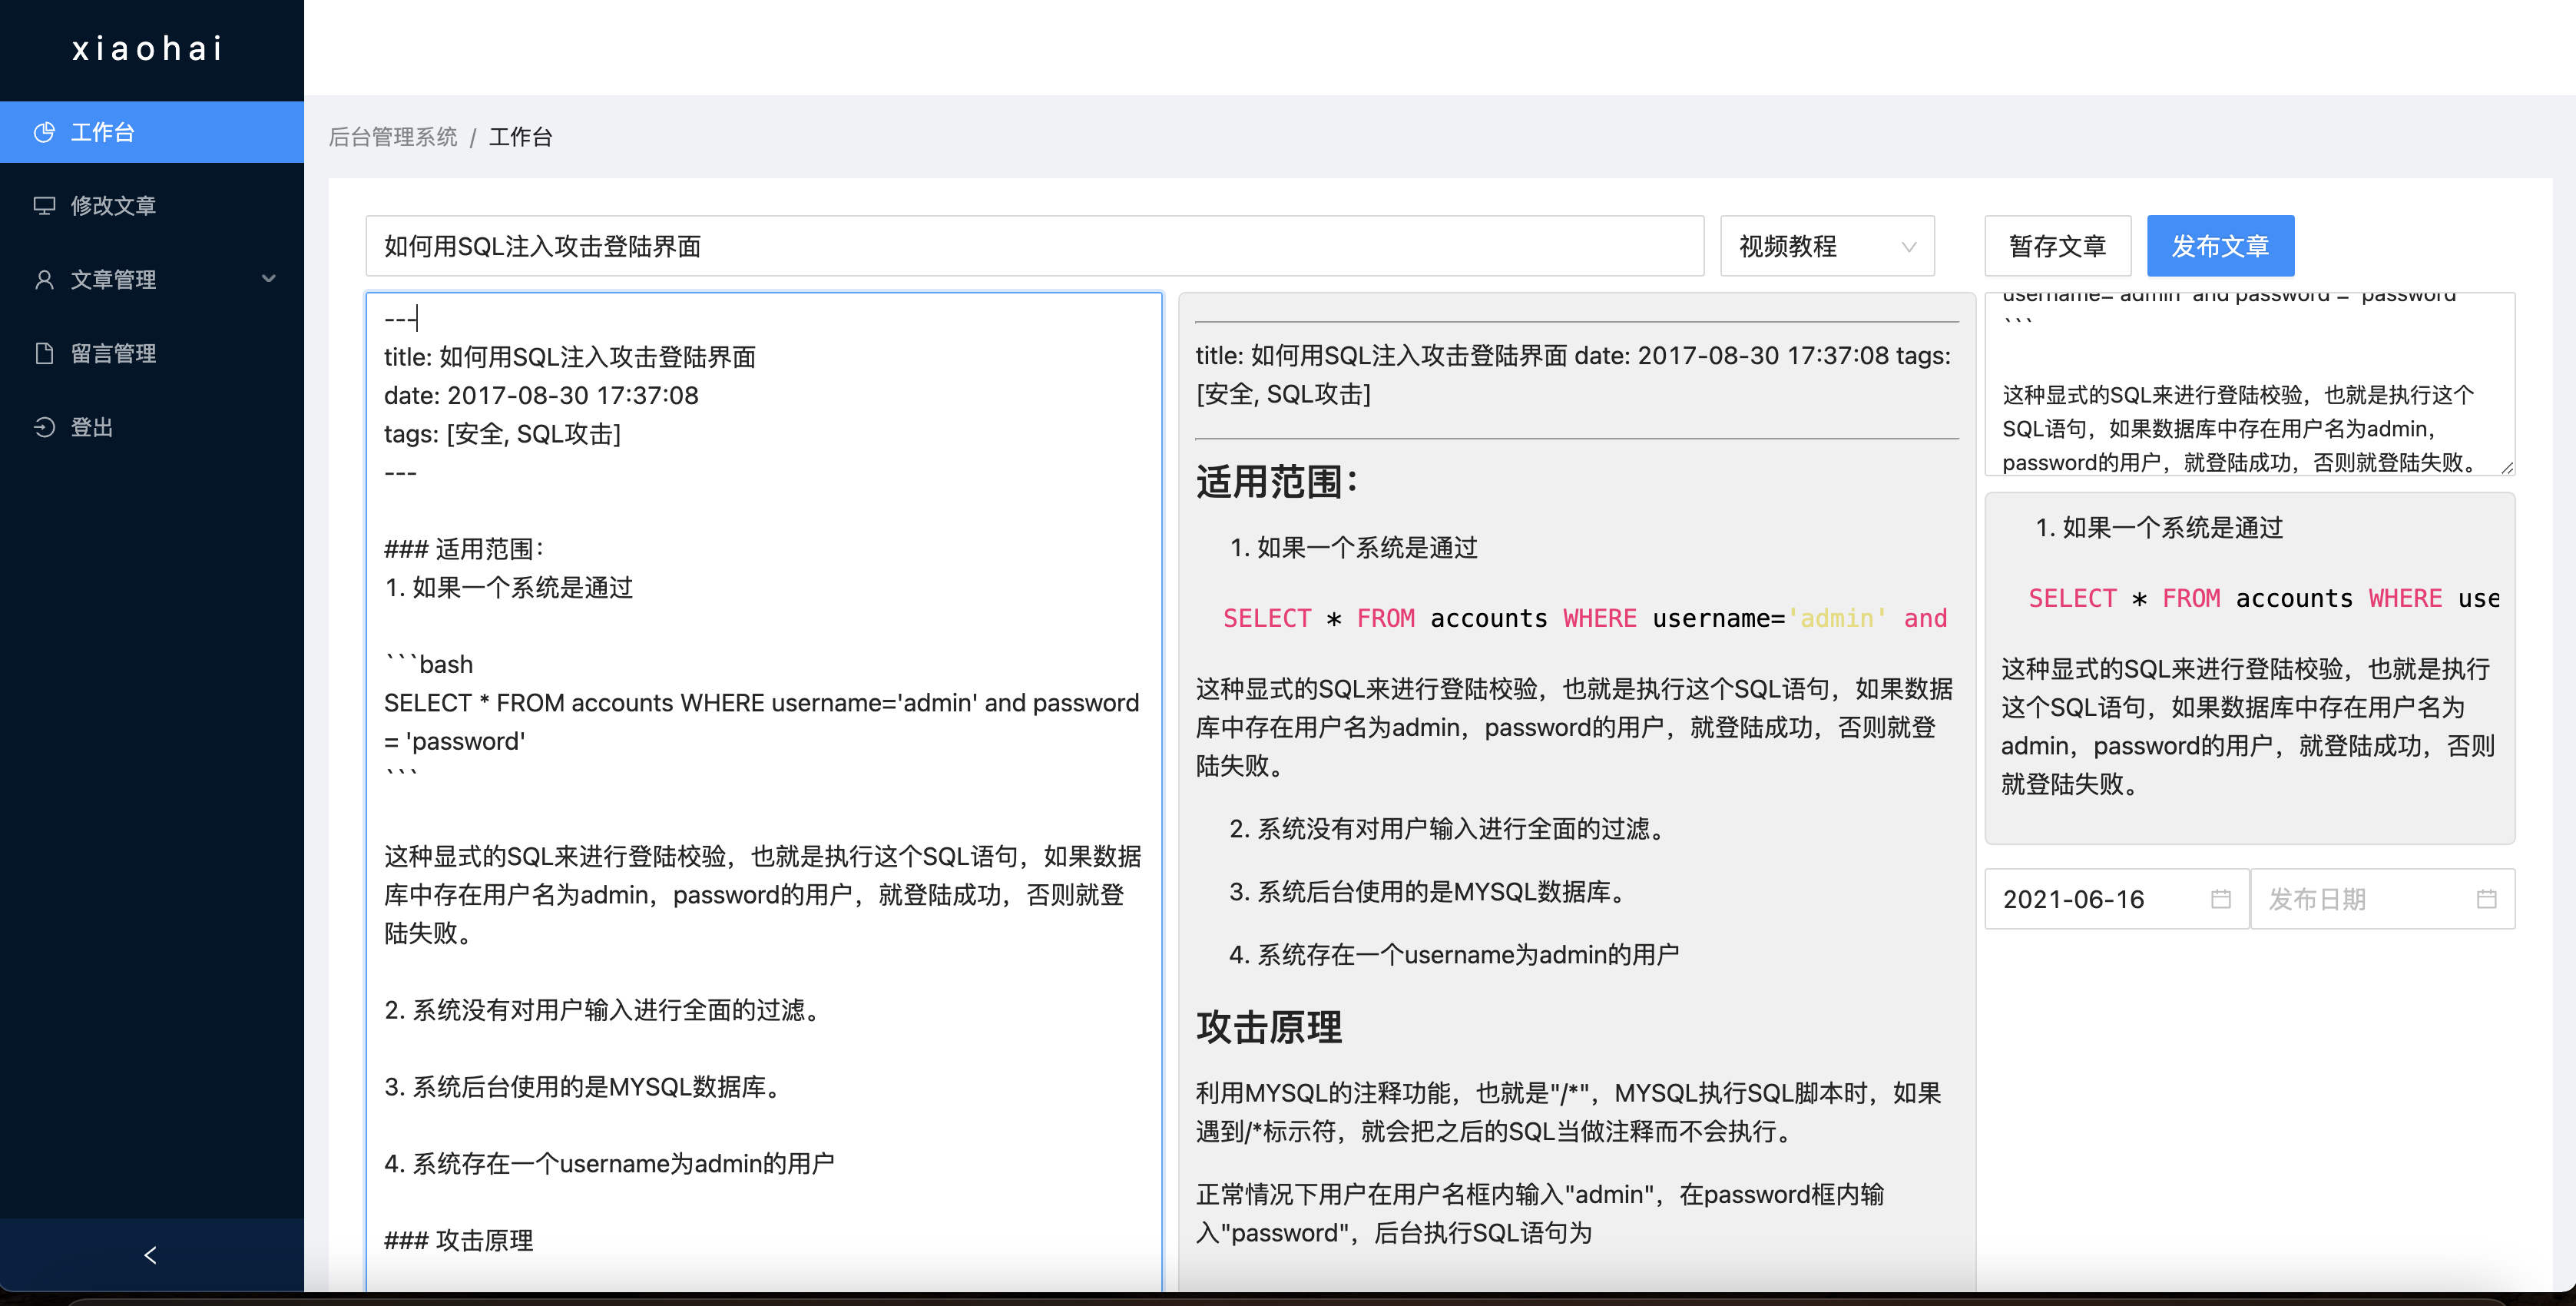 xiaohai
工作台
修改文章
文章管理
留言管理
登出
后台管理系统 / 工作台
如何用SQL注入攻击登陆界面
视频教程
暂存文章
发布文章
---
title: 如何用SQL注入攻击登陆界面
date: 2017-08-30 17:37:08
tags: [安全, SQL攻击]
---
### 适用范围：
1. 如果一个系统是通过
```bash
SELECT * FROM accounts WHERE username='admin' and password
= 'password'
```
这种显式的SQL来进行登陆校验，也就是执行这个SQL语句，如果数据
库中存在用户名为admin，password的用户，就登陆成功，否则就登
陆失败。
2. 系统没有对用户输入进行全面的过滤。
3. 系统后台使用的是MYSQL数据库。
4. 系统存在一个username为admin的用户
### 攻击原理
title: 如何用SQL注入攻击登陆界面 date: 2017-08-30 17:37:08 tags:
[安全, SQL攻击]
适用范围：
1. 如果一个系统是通过
SELECT * FROM accounts WHERE username='admin' and
这种显式的SQL来进行登陆校验，也就是执行这个SQL语句，如果数据
库中存在用户名为admin，password的用户，就登陆成功，否则就登
陆失败。
2. 系统没有对用户输入进行全面的过滤。
3. 系统后台使用的是MYSQL数据库。
4. 系统存在一个username为admin的用户
攻击原理
利用MYSQL的注释功能，也就是"/*"，MYSQL执行SQL脚本时，如果
遇到/*标示符，就会把之后的SQL当做注释而不会执行。
正常情况下用户在用户名框内输入"admin"，在password框内输
入"password"，后台执行SQL语句为
username='admin' and password = 'password'
```
这种显式的SQL来进行登陆校验，也就是执行这个
SQL语句，如果数据库中存在用户名为admin，
password的用户，就登陆成功，否则就登陆失败。
1. 如果一个系统是通过
SELECT * FROM accounts WHERE use
这种显式的SQL来进行登陆校验，也就是执行
这个SQL语句，如果数据库中存在用户名为
admin，password的用户，就登陆成功，否则
就登陆失败。
2021-06-16
发布日期